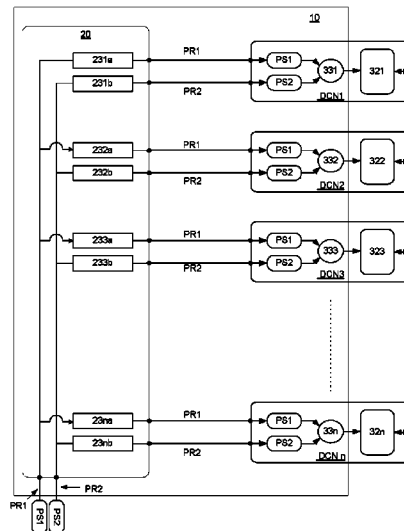 10
20
231a PR1 PS1 331 321
231b PR2 PS2
DCN1
232a PR1 PS1 332 322
232b PR2 PS2
DCN2
233a PR1 PS1 333 323
233b PR2 PS2
DCN3
23na PR1 PS1 33n 32n
23nb PR2 PS2
DCN n
PR1 PR2
PS1 PS2